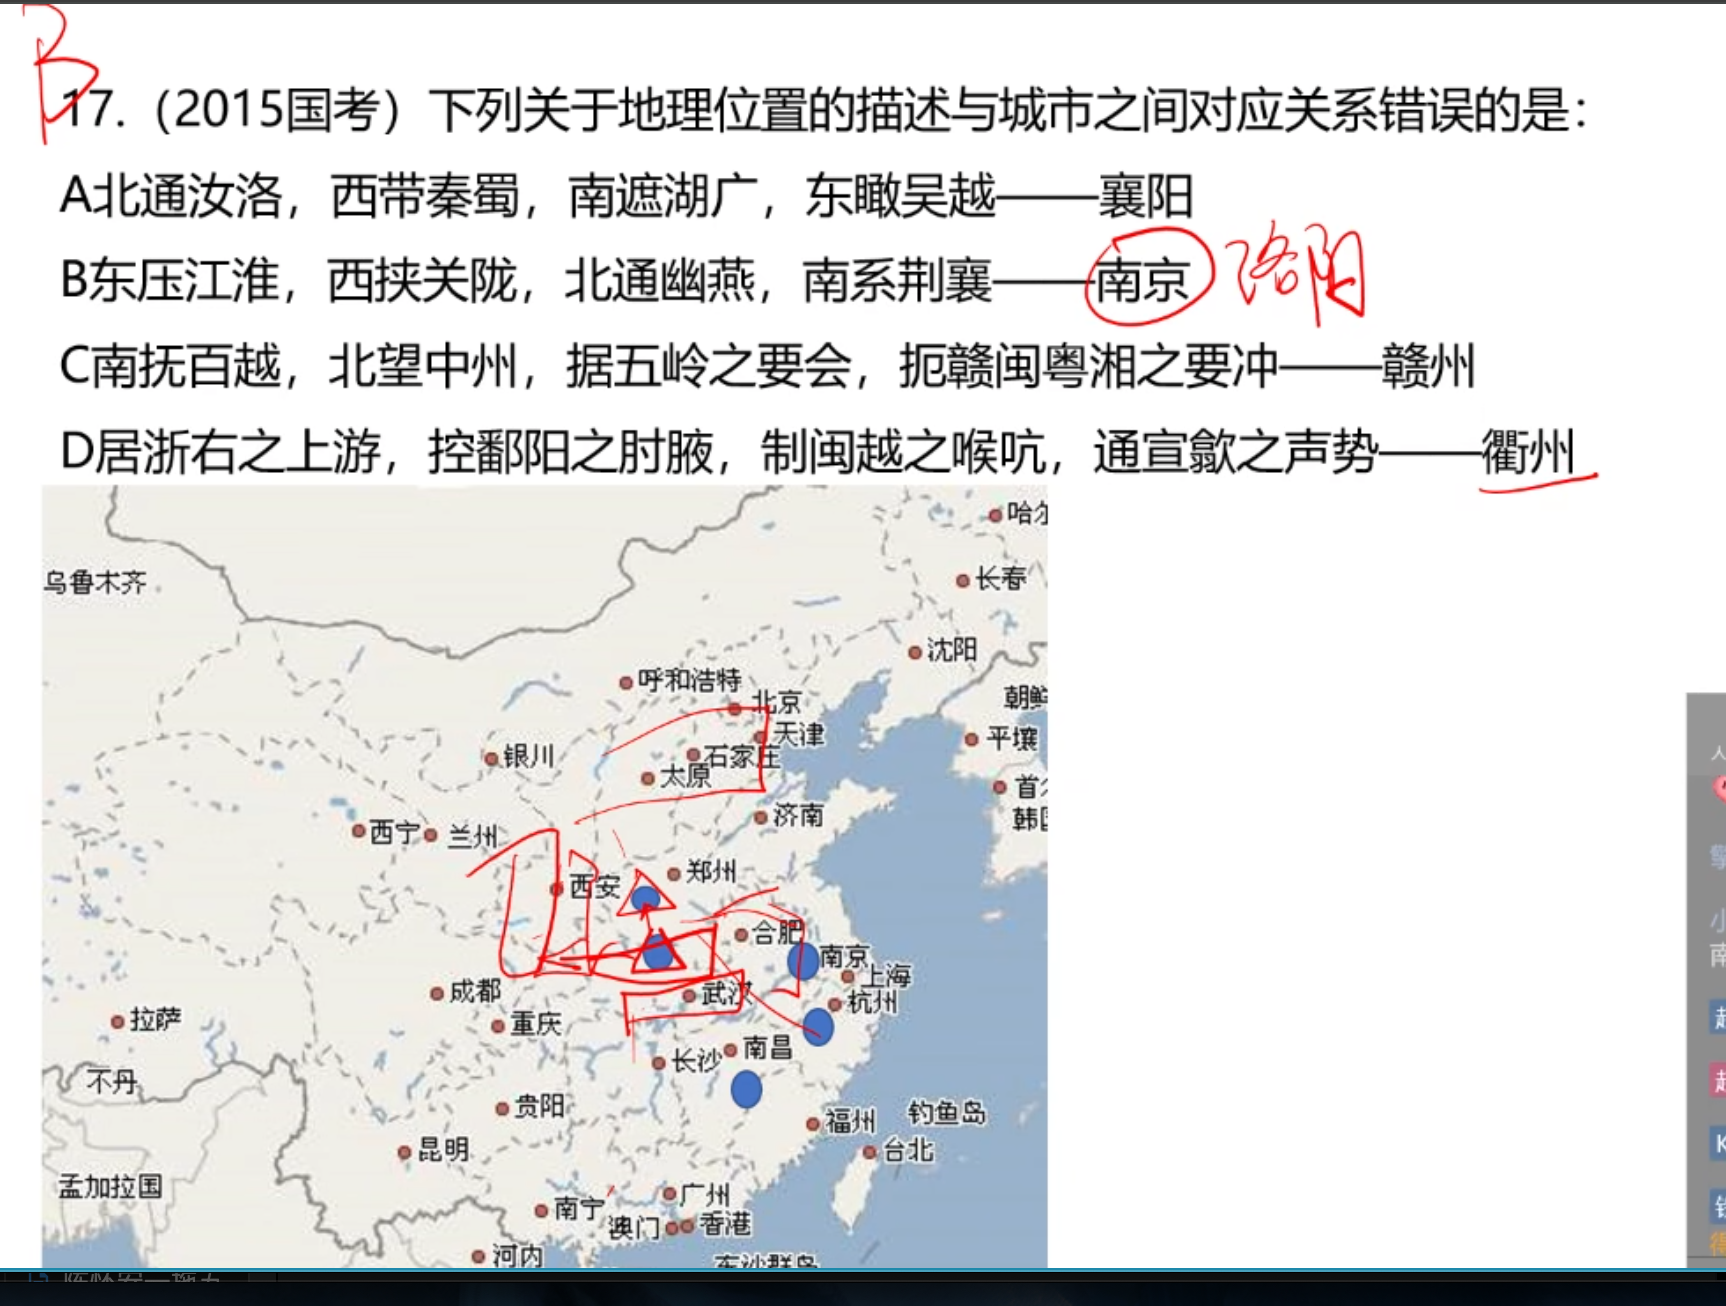 B
17.（2015国考）下列关于地理位置的描述与城市之间对应关系错误的是：
A北通汝洛，西带秦蜀，南遮湖广，东瞰吴越——襄阳
B东压江淮，西挟关陇，北通幽燕，南系荆襄——南京 洛阳
C南抚百越，北望中州，据五岭之要会，扼赣闽粤湘之要冲——赣州
D居浙右之上游，控鄱阳之肘腋，制闽越之喉吭，通宣歙之声势——衢州
哈尔
长春
乌鲁木齐
沈阳
呼和浩特
北京
朝鲜
天津
平壤
石家庄
银川
太原
首
韩国
济南
西宁
兰州
郑州
西安
合肥
南京
上海
成都
武汉
杭州
拉萨
重庆
南昌
长沙
不丹
贵阳
福州
钓鱼岛
昆明
台北
孟加拉国
广州
南宁
澳门
香港
河内
东沙群岛